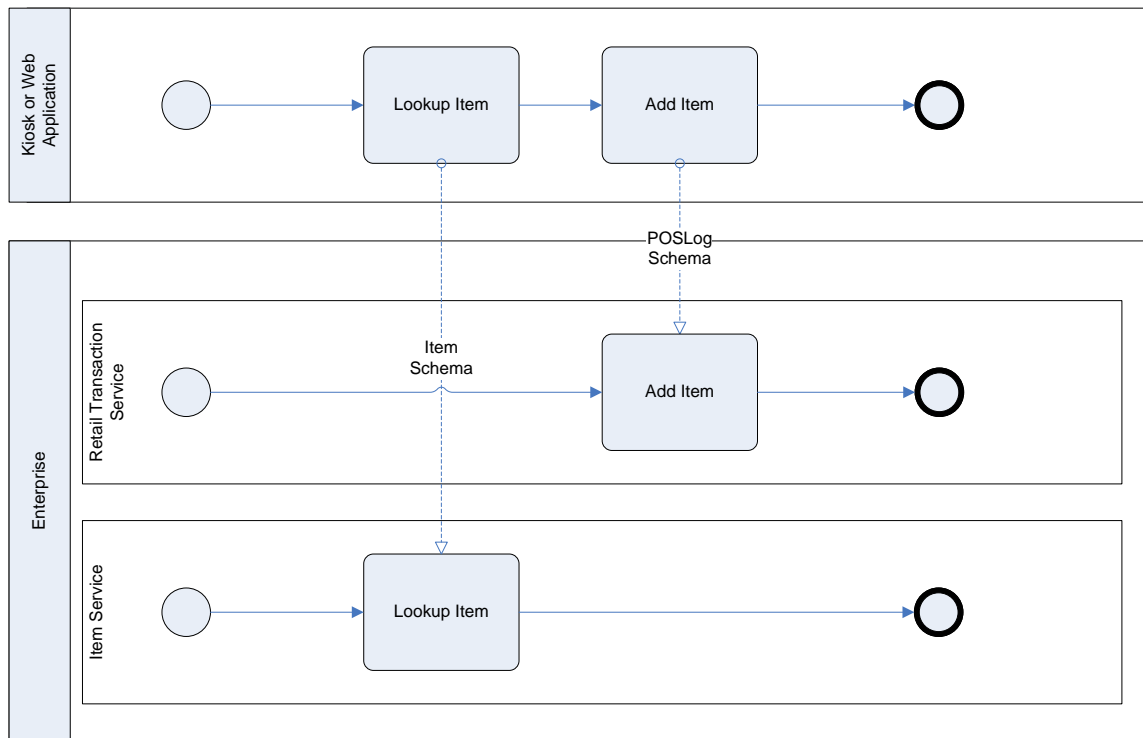 Kiosk or Web
Application
Lookup Item
Add Item
Enterprise
POSLog
Schema
Retail Transaction
Service
Item
Schema
Add Item
Item Service
Lookup Item